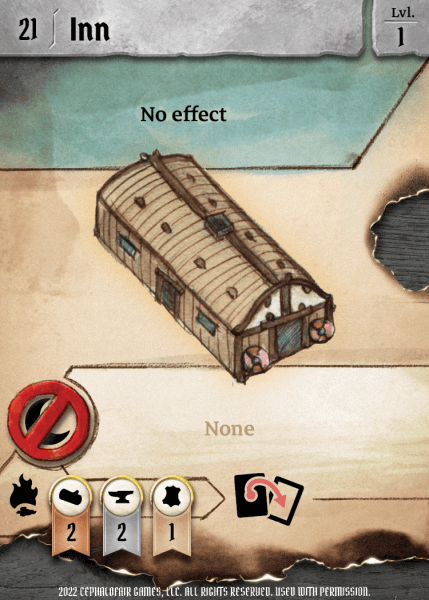 21 Inn
Lvl.
1
No effect
None
2 2 1
2022 CEPHALOFAIR GAMES, LLC. ALL RIGHTS RESERVED. USED WITH PERMISSION.